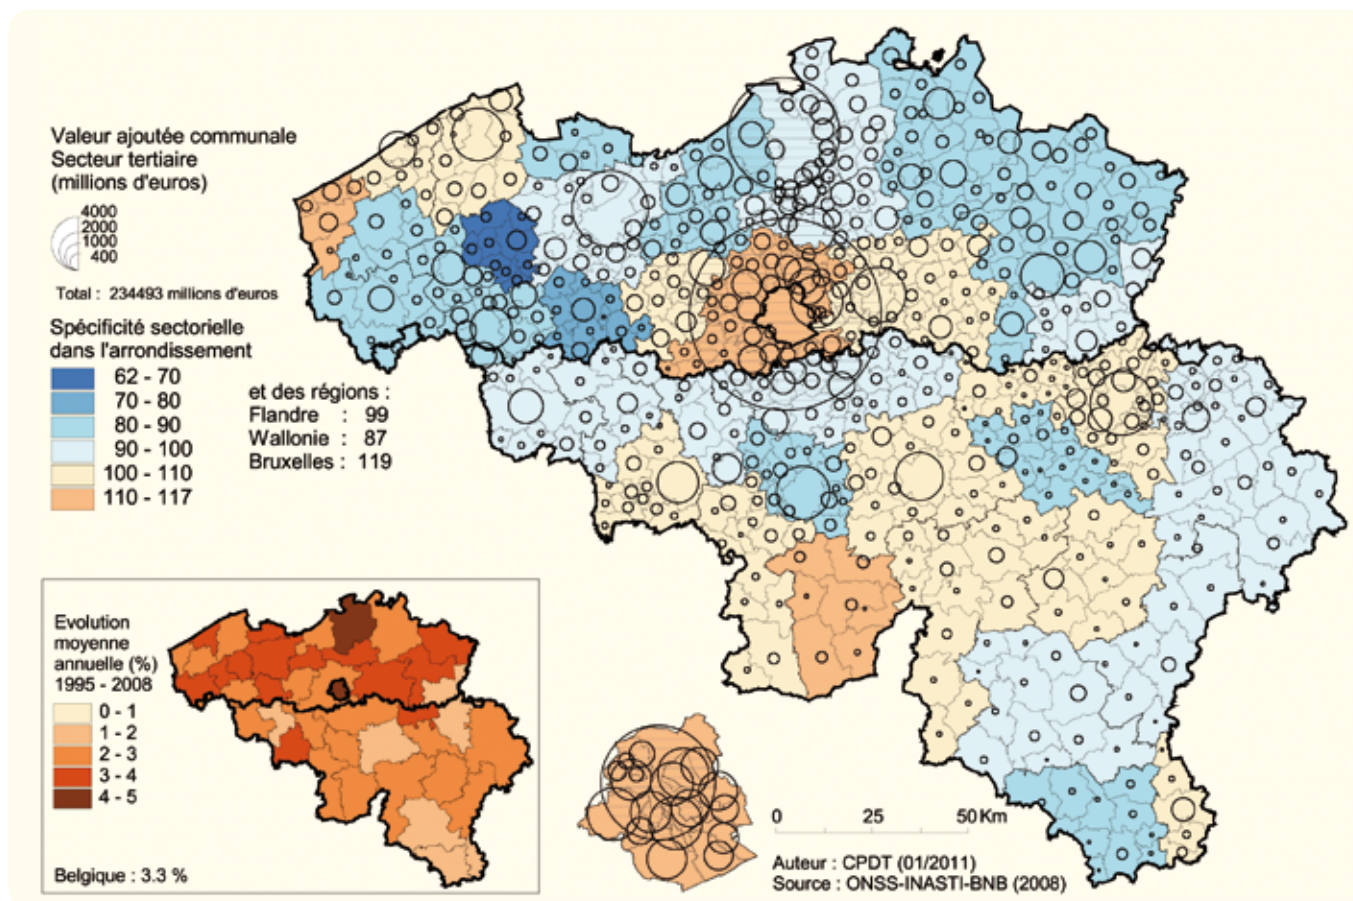 Valeur ajoutée communale
Secteur tertiaire
(millions d'euros)
4000
2000
1000
400
Total : 234493 millions d'euros
Spécificité sectorielle
dans l'arrondissement
62 - 70
70 - 80
80 - 90
90 - 100
100 - 110
110 - 117
et des régions :
Flandre : 99
Wallonie : 87
Bruxelles : 119
Evolution
moyenne
annuelle (%)
1995 - 2008
0 - 1
1 - 2
2 - 3
3 - 4
4 - 5
Belgique : 3.3 %
0 25 50 Km
Auteur : CPDT (01/2011)
Source : ONSS-INASTI-BNB (2008)